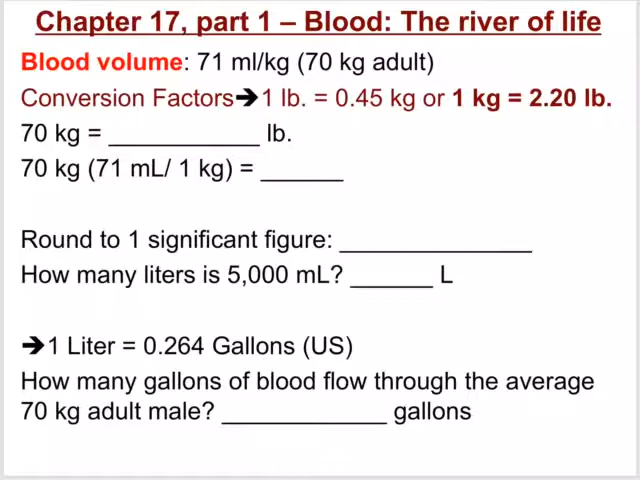 Chapter 17, part 1 – Blood: The river of life
Blood volume: 71 ml/kg (70 kg adult)
Conversion Factors➔1 lb. = 0.45 kg or 1 kg = 2.20 lb.
70 kg = ___________ lb.
70 kg (71 mL/ 1 kg) = ______
Round to 1 significant figure: ______________
How many liters is 5,000 mL? ______ L
➔1 Liter = 0.264 Gallons (US)
How many gallons of blood flow through the average
70 kg adult male? ____________ gallons